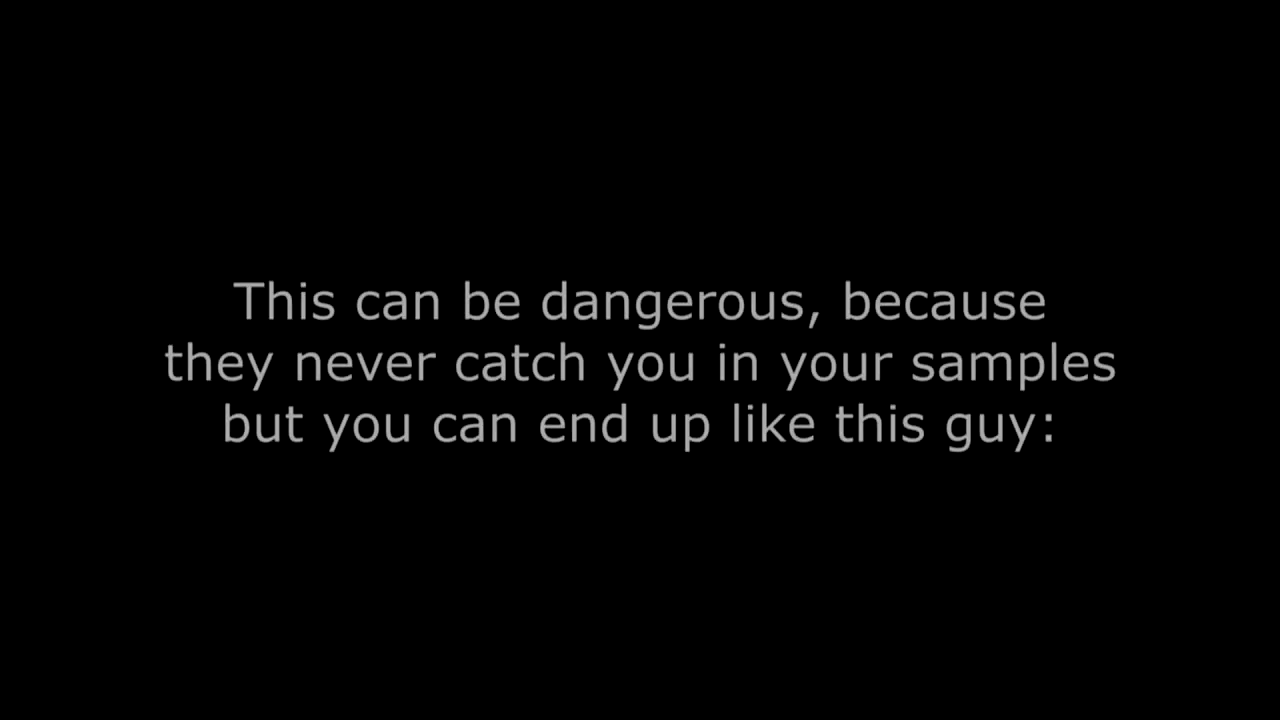 This can be dangerous, because
they never catch you in your samples
but you can end up like this guy: